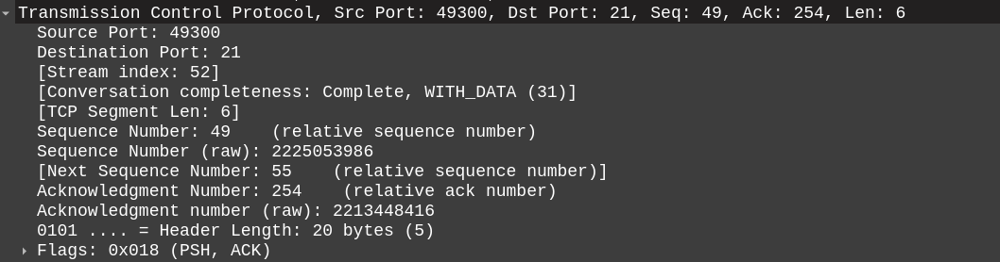 Transmission Control Protocol, Src Port: 49300, Dst Port: 21, Seq: 49, Ack: 254, Len: 6
Source Port: 49300
Destination Port: 21
[Stream index: 52]
[Conversation completeness: Complete, WITH_DATA (31)]
[TCP Segment Len: 6]
Sequence Number: 49    (relative sequence number)
Sequence Number (raw): 2225053986
[Next Sequence Number: 55    (relative sequence number)]
Acknowledgment Number: 254    (relative ack number)
Acknowledgment number (raw): 2213448416
0101 .... = Header Length: 20 bytes (5)
Flags: 0x018 (PSH, ACK)